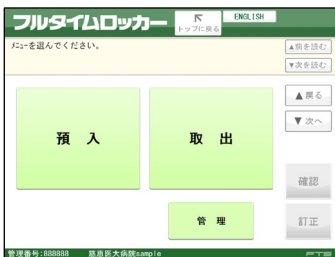 フルタイムロッカー
トップに戻る
ENGLISH
メニューを選んでください。
▲前を読む
▼次を読む
▲戻る
▼次へ
預 入
取 出
確認
管 理
訂正
管理番号:888888 慈恵医大病院sample